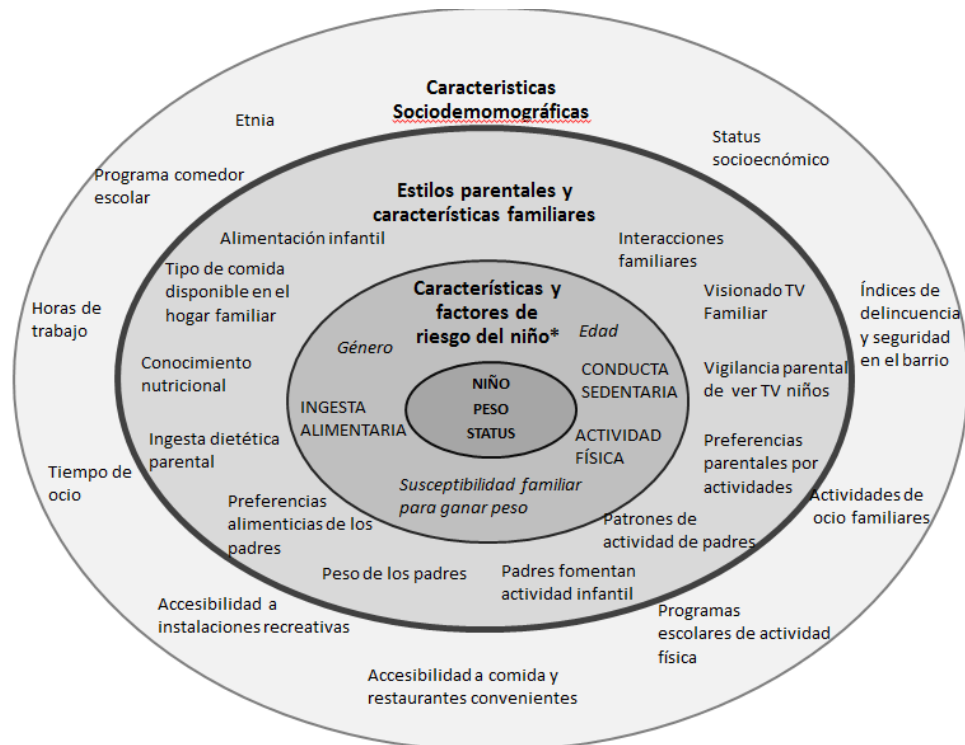 Caracteristicas
Sociodemomográficas
Etnia
Status
socioecnómico
Programa comedor
escolar
Estilos parentales y
características familiares
Alimentación infantil
Interacciones
familiares
Tipo de comida
disponible en el
hogar familiar
Características y
factores de
riesgo del niño*
Visionado TV
Familiar
Índices de
delincuencia
y seguridad
en el barrio
Horas de
trabajo
Género
Edad
Conocimiento
nutricional
NIÑO
PESO
STATUS
CONDUCTA
SEDENTARIA
Vigilancia parental
de ver TV niños
INGESTA
ALIMENTARIA
ACTIVIDAD
FÍSICA
Ingesta dietética
parental
Preferencias
parentales por
actividades
Tiempo de
ocio
Susceptibilidad familiar
para ganar peso
Actividades de
ocio familiares
Preferencias
alimenticias de los
padres
Patrones de
actividad de padres
Peso de los padres
Padres fomentan
actividad infantil
Accesibilidad a
instalaciones recreativas
Programas
escolares de actividad
física
Accesibilidad a comida y
restaurantes convenientes